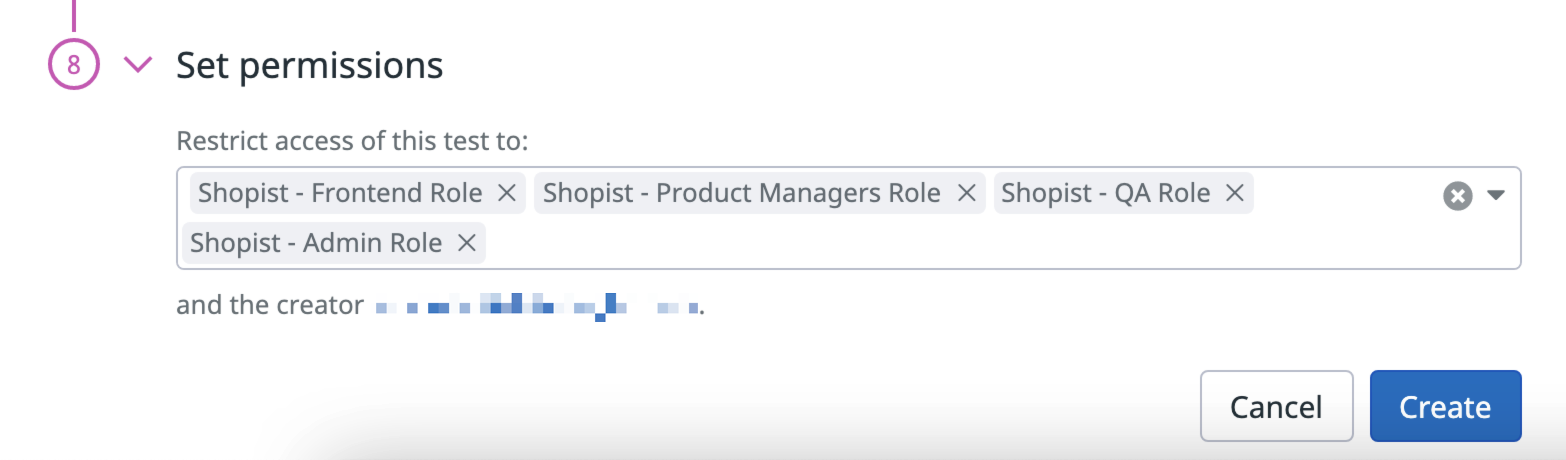 8 Set permissions
Restrict access of this test to:
Shopist - Frontend Role × Shopist - Product Managers Role × Shopist - QA Role ×
Shopist - Admin Role ×
and the creator .
Cancel Create